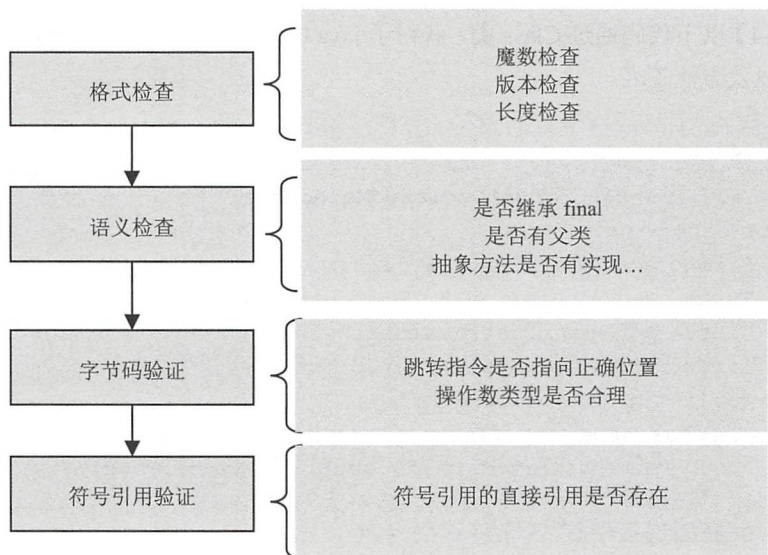 格式检查
魔数检查
版本检查
长度检查
语义检查
是否继承 final
是否有父类
抽象方法是否有实现…
字节码验证
跳转指令是否指向正确位置
操作数类型是否合理
符号引用验证
符号引用的直接引用是否存在